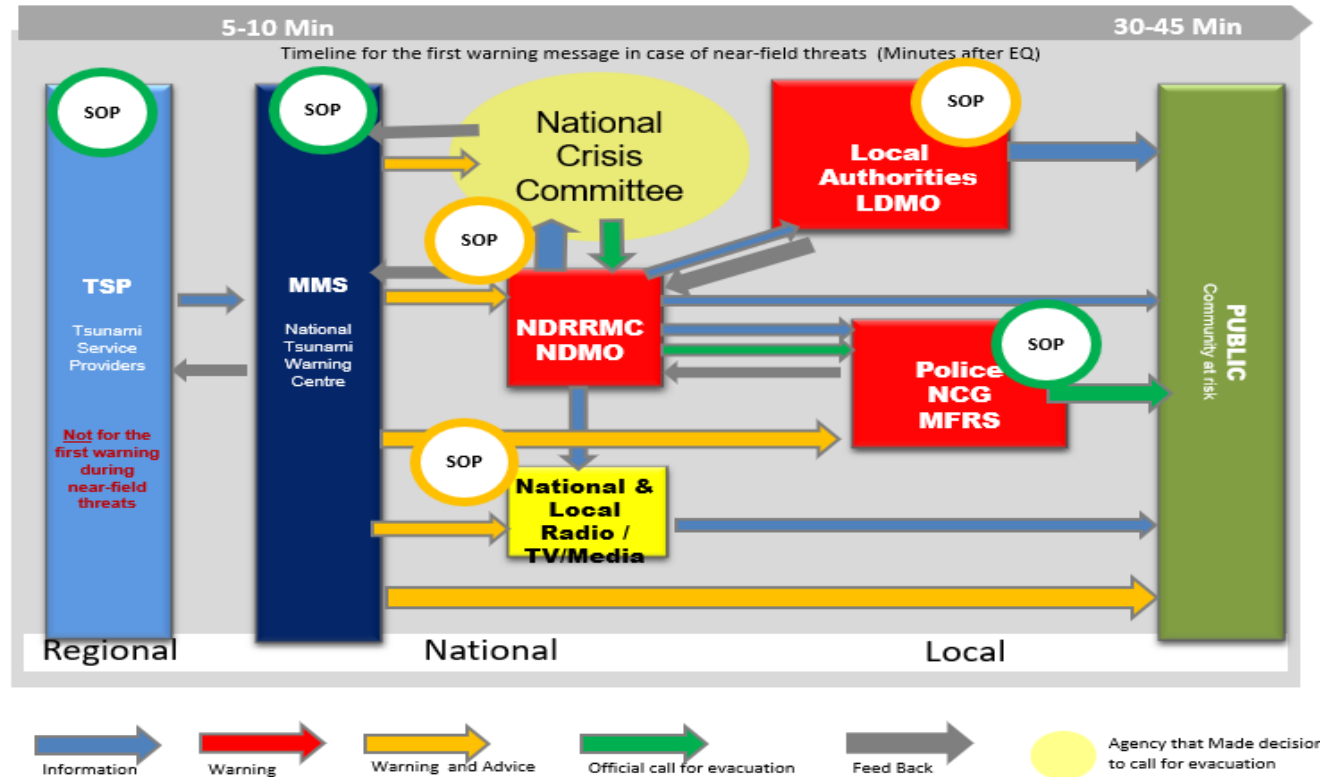 5-10 Min
30-45 Min
Timeline for the first warning message in case of near-field threats (Minutes after EQ)
SOP
SOP
National
Crisis
Committee
SOP
Local
Authorities
LDMO
SOP
TSP
Tsunami
Service
Providers
Not for the
first warning
during
near-field
threats
MMS
National
Tsunami
Warning
Centre
NDRRMC
NDMO
SOP
Police
NCG
MFRS
PUBLIC
Community at risk
SOP
National &
Local
Radio /
TV/Media
Regional
National
Local
Information
Warning
Warning and Advice
Official call for evacuation
Feed Back
Agency that Made decision
to call for evacuation